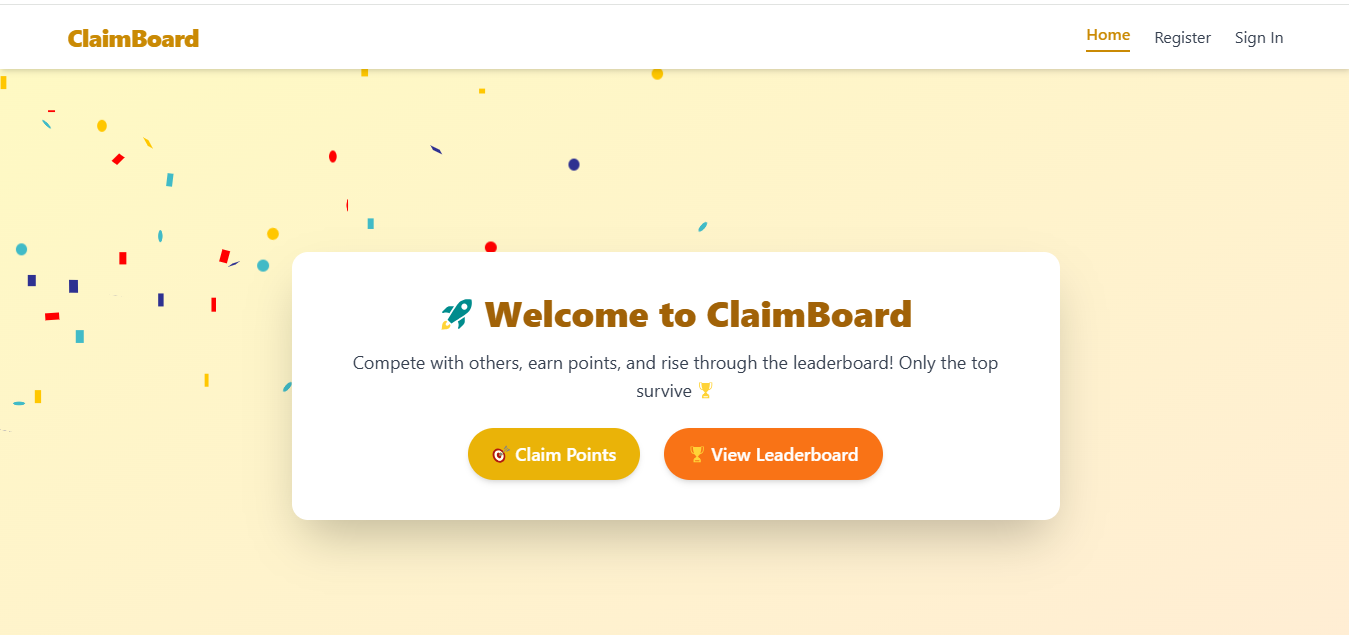 ClaimBoard
Home Register Sign In
🚀 Welcome to ClaimBoard
Compete with others, earn points, and rise through the leaderboard! Only the top
survive 🏆
🎯 Claim Points
🏆 View Leaderboard